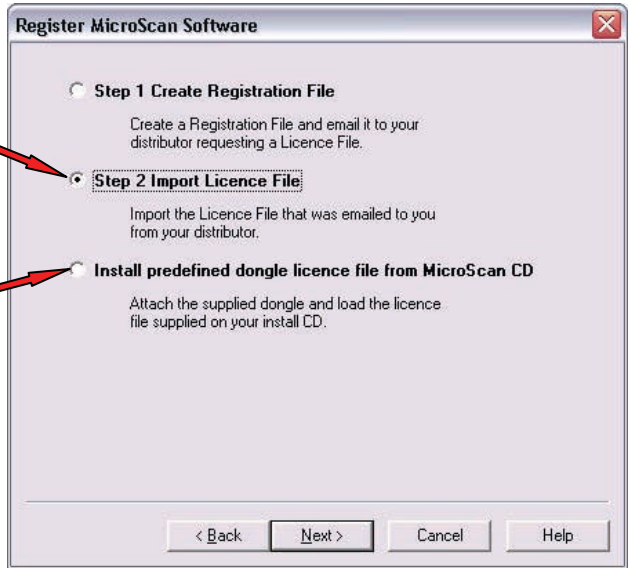 Register MicroScan Software
Step 1 Create Registration File
Create a Registration File and email it to your
distributor requesting a Licence File.
Step 2 Import Licence File
Import the Licence File that was emailed to you
from your distributor.
Install predefined dongle licence file from MicroScan CD
Attach the supplied dongle and load the licence
file supplied on your install CD.
< Back
Next >
Cancel
Help